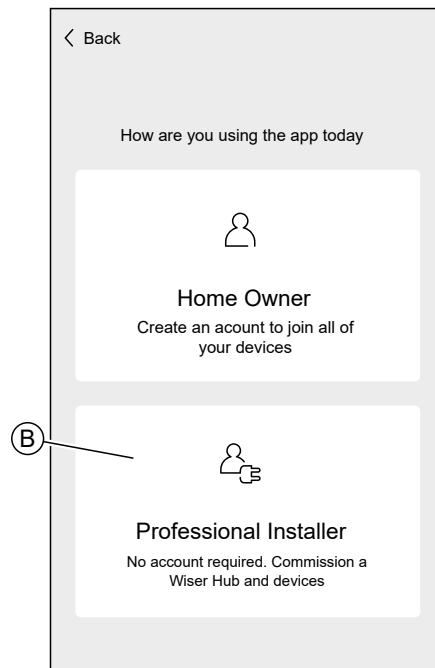 Back
How are you using the app today
Home Owner
Create an acount to join all of
your devices
B
Professional Installer
No account required. Commission a
Wiser Hub and devices